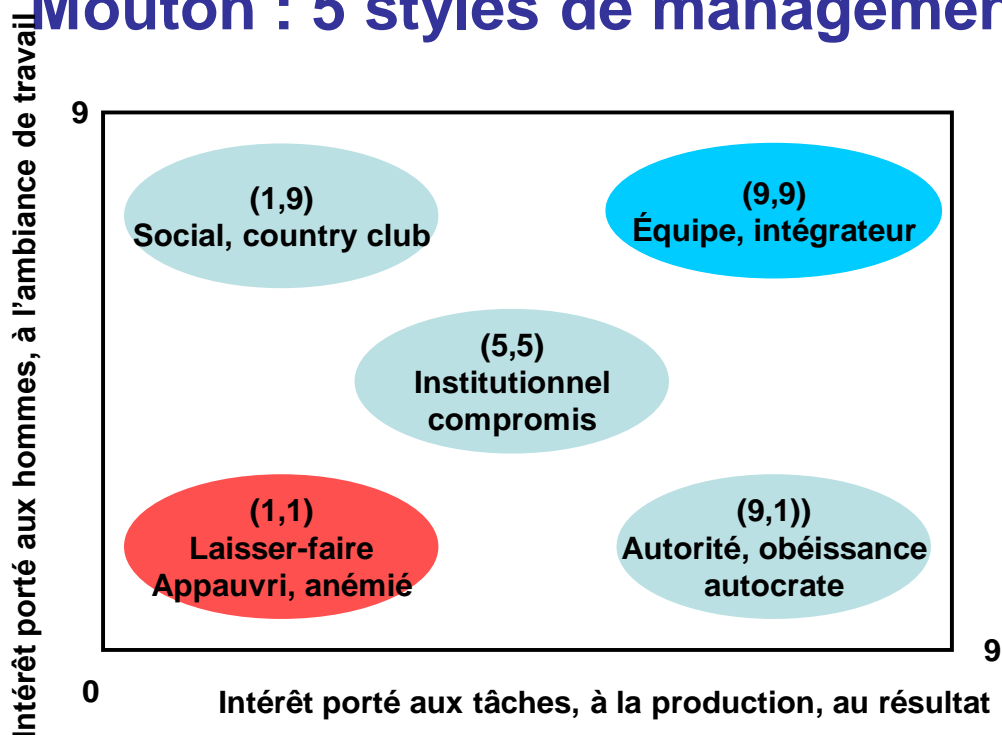 Mouton : 5 styles de managemen
Intérêt porté aux hommes, à l'ambiance de travail
9
(1,9)
Social, country club
(9,9)
Équipe, intégrateur
(5,5)
Institutionnel
compromis
(1,1)
Laisser-faire
Appauvri, anémié
(9,1))
Autorité, obéissance
autocrate
9
0
Intérêt porté aux tâches, à la production, au résultat